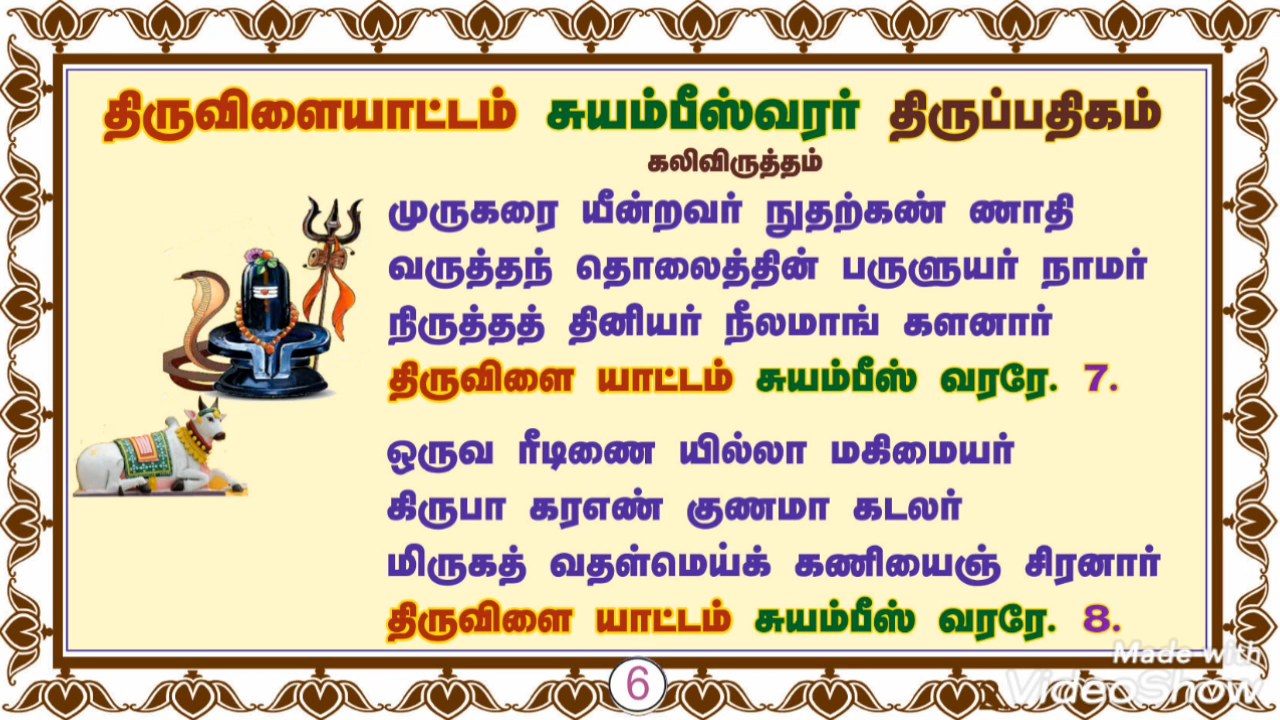 திருவிளையாட்டம் சுயம்பீஸ்வரர் திருப்பதிகம்
கலிவிருத்தம்
முருகரை யீன்றவர் நுதற்கண் ணாதி
வருத்தந் தொலைத்தின் பருளுயர் நாமர்
நிருத்தத் தினியர் நீலமாங் களனார்
திருவிளை யாட்டம் சுயம்பீஸ் வரரே. 7.
ஒருவ ரீடிணை யில்லா மகிமையர்
கிருபா கரஎண் குணமா கடலர்
மிருகத் வதள்மெய்க் கணியைஞ் சிரனார்
திருவிளை யாட்டம் சுயம்பீஸ் வரரே. 8.
Made with
VideoShow
6